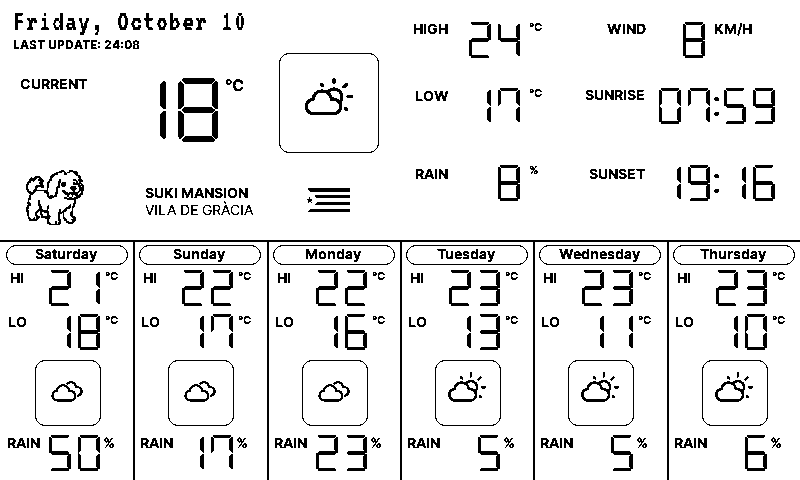 Friday, October 10
LAST UPDATE: 24:08
CURRENT 18 °C
SUKI MANSION
VILA DE GRÀCIA
HIGH 24 °C
WIND 8 KM/H
LOW 17 °C
SUNRISE 07:59
RAIN 8 %
SUNSET 19:16
Saturday
HI 21 °C
LO 18 °C
RAIN 50 %
Sunday
HI 22 °C
LO 17 °C
RAIN 17 %
Monday
HI 22 °C
LO 16 °C
RAIN 23 %
Tuesday
HI 23 °C
LO 13 °C
RAIN 5 %
Wednesday
HI 23 °C
LO 11 °C
RAIN 5 %
Thursday
HI 23 °C
LO 10 °C
RAIN 6 %